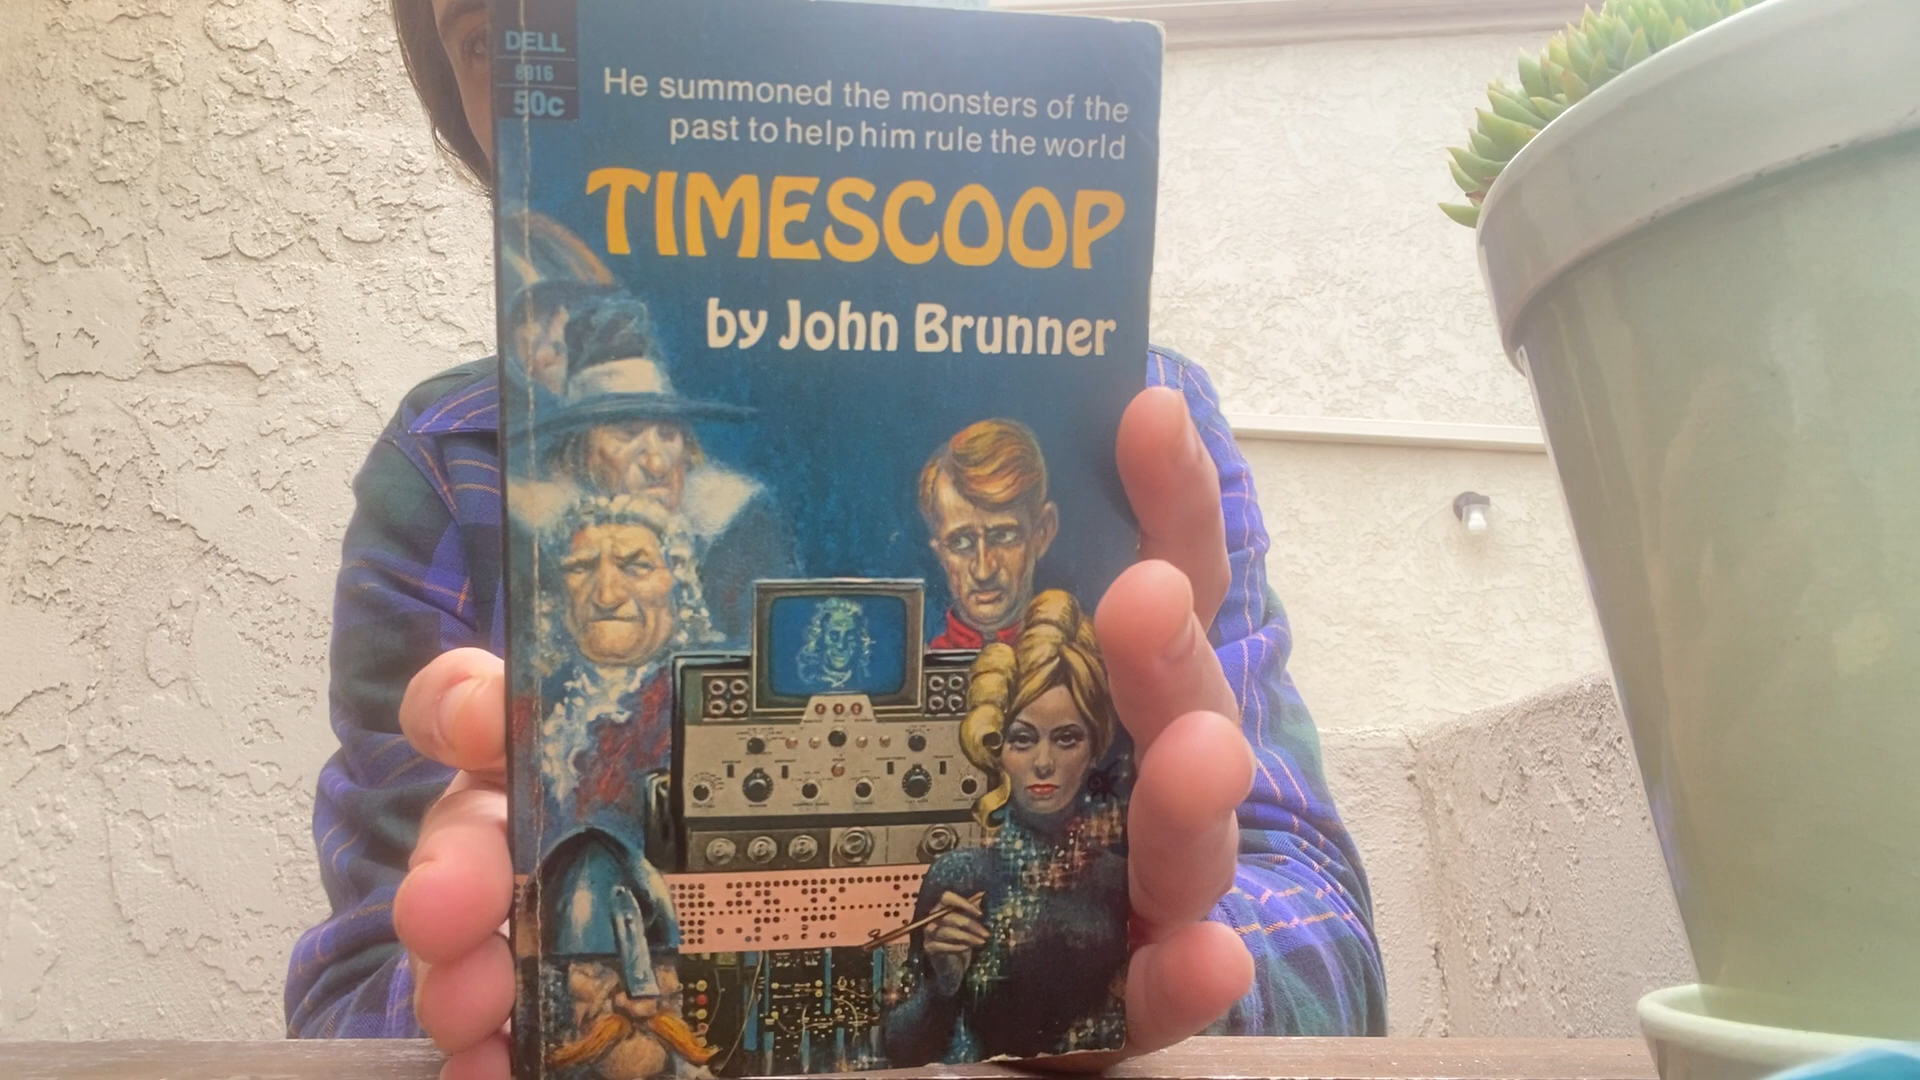 DELL
8916
50c
He summoned the monsters of the
past to help him rule the world
TIMESCOOP
by John Brunner